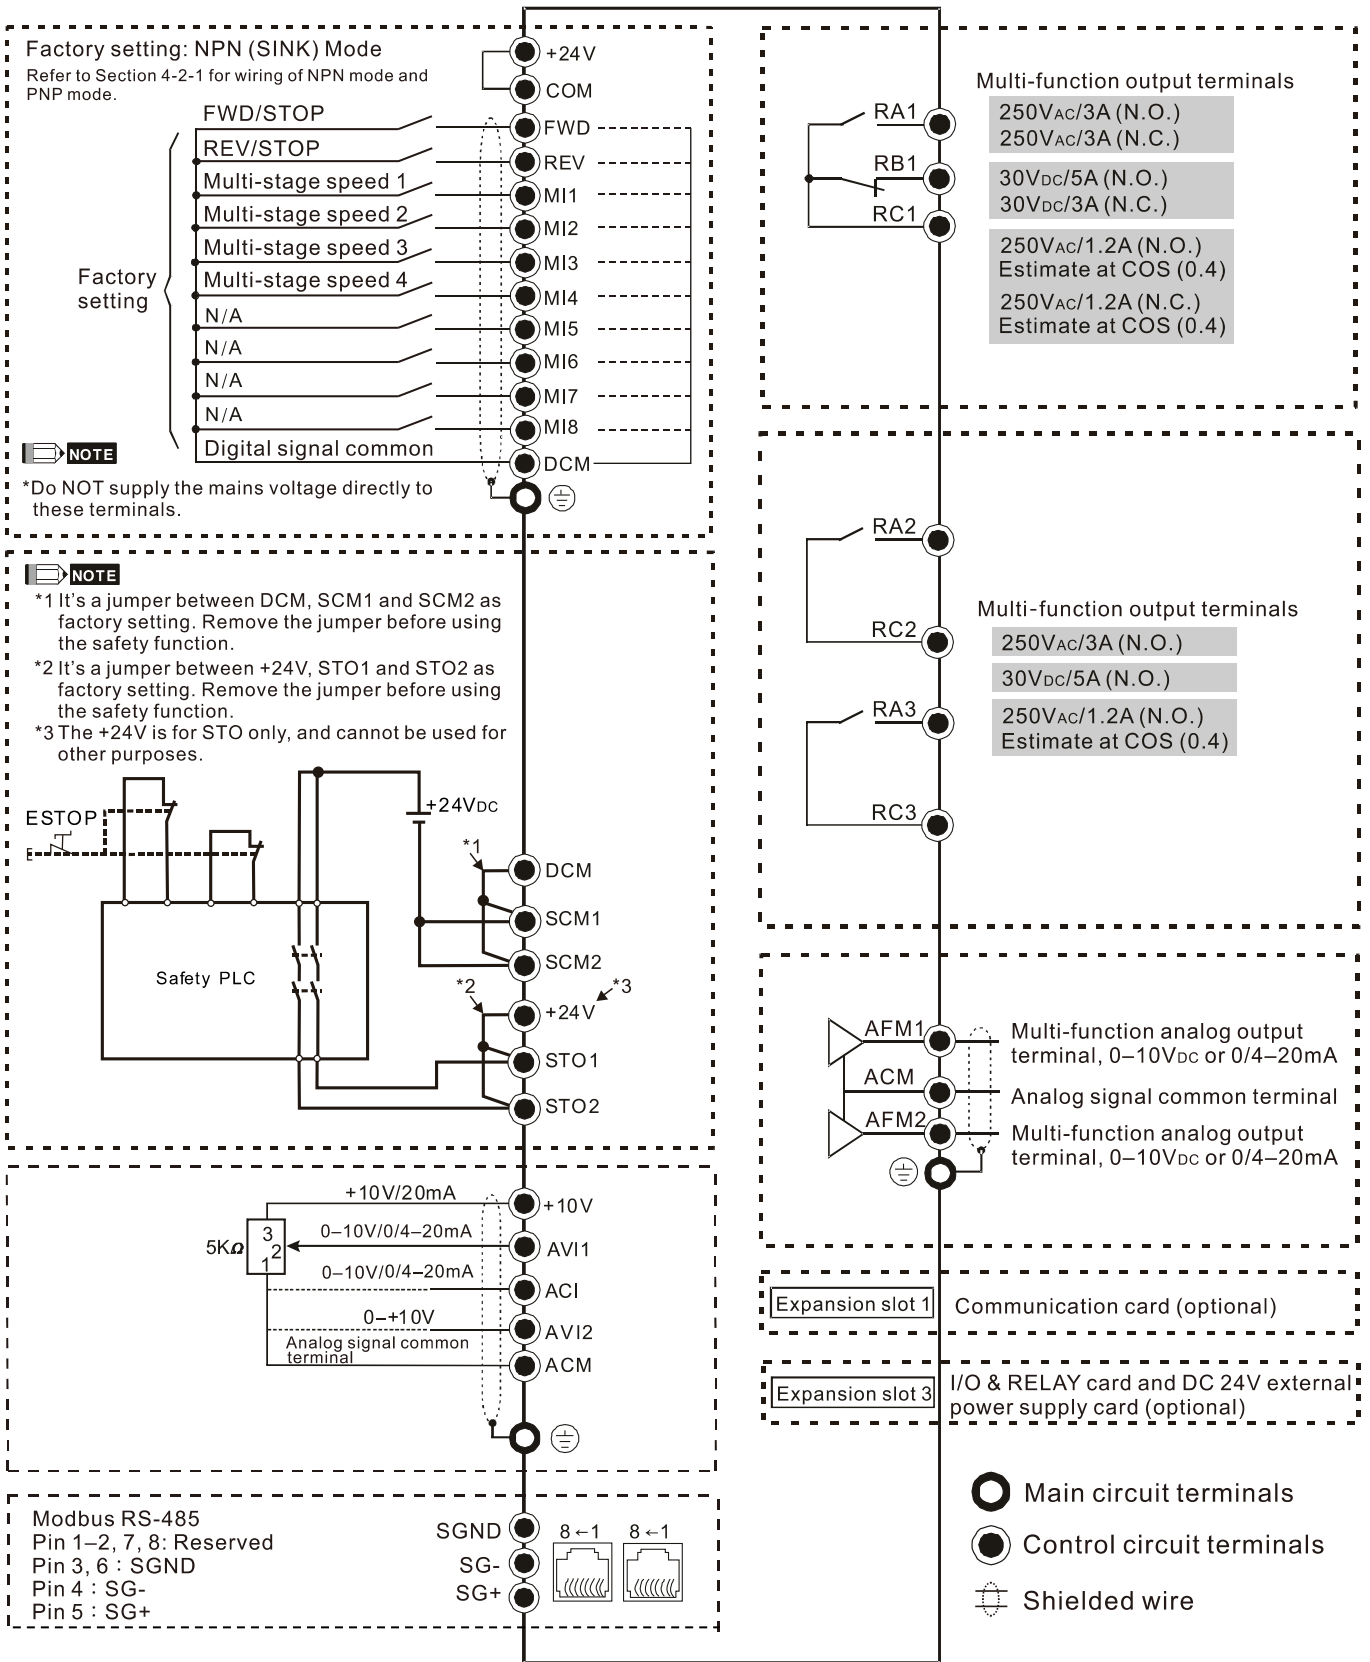 Factory setting: NPN (SINK) Mode
Refer to Section 4-2-1 for wiring of NPN mode and
PNP mode.
+24V
COM
FWD/STOP
FWD
REV/STOP
REV
Multi-stage speed 1
MI1
Multi-stage speed 2
MI2
Multi-stage speed 3
MI3
Multi-stage speed 4
MI4
Factory
setting
N/A
MI5
N/A
MI6
N/A
MI7
N/A
MI8
Digital signal common
DCM
NOTE
*Do NOT supply the mains voltage directly to
these terminals.
NOTE
*1 It's a jumper between DCM, SCM1 and SCM2 as
factory setting. Remove the jumper before using
the safety function.
*2 It's a jumper between +24V, STO1 and STO2 as
factory setting. Remove the jumper before using
the safety function.
*3 The +24V is for STO only, and cannot be used for
other purposes.
ESTOP
+24VDC
*1
DCM
SCM1
SCM2
Safety PLC
*2
*3
+24V
STO1
STO2
+10V/20mA
+10V
5KΩ
3
2
1
0–10V/0/4–20mA
AVI1
0–10V/0/4–20mA
ACI
0–+10V
AVI2
Analog signal common
terminal
ACM
Modbus RS-485
Pin 1–2, 7, 8: Reserved
Pin 3, 6 : SGND
Pin 4 : SG-
Pin 5 : SG+
SGND
SG-
SG+
8←1
8←1
RA1
RB1
RC1
Multi-function output terminals
250VAC/3A (N.O.)
250VAC/3A (N.C.)
30VDC/5A (N.O.)
30VDC/3A (N.C.)
250VAC/1.2A (N.O.)
Estimate at COS (0.4)
250VAC/1.2A (N.C.)
Estimate at COS (0.4)
RA2
RC2
RA3
RC3
Multi-function output terminals
250VAC/3A (N.O.)
30VDC/5A (N.O.)
250VAC/1.2A (N.O.)
Estimate at COS (0.4)
AFM1
Multi-function analog output
terminal, 0–10VDC or 0/4–20mA
ACM
Analog signal common terminal
AFM2
Multi-function analog output
terminal, 0–10VDC or 0/4–20mA
Expansion slot 1
Communication card (optional)
Expansion slot 3
I/O & RELAY card and DC 24V external
power supply card (optional)
Main circuit terminals
Control circuit terminals
Shielded wire